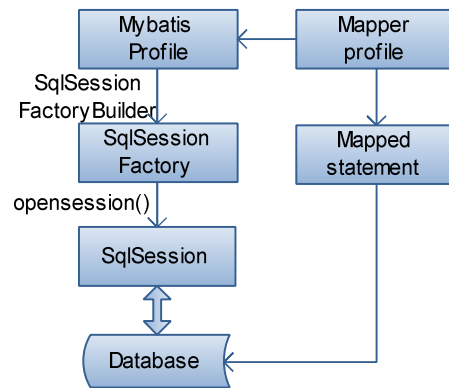 Mybatis
Profile
Mapper
profile
SqlSession
FactoryBuilder
SqlSession
Factory
Mapped
statement
opensession()
SqlSession
Database